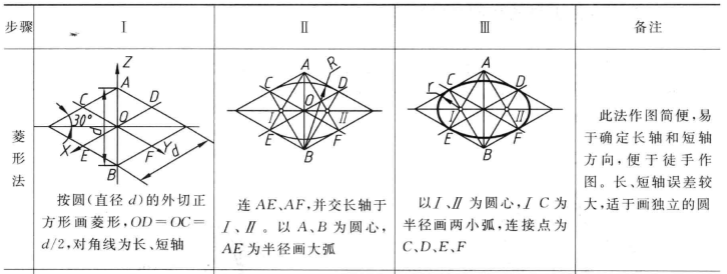 步骤
Ⅰ
Ⅱ
Ⅲ
备注
菱
形
法
Z
A
C
D
30°
d
O
X
E
F
Y
d
B
按圆(直径 d)的外切正
方形画菱形,OD=OC=
d/2,对角线为长、短轴
A
R
C
D
O
Ⅰ
Ⅱ
E
F
B
连 AE、AF,并交长轴于
Ⅰ、Ⅱ。以 A、B 为圆心,
AE 为半径画大弧
A
C
D
r
Ⅰ
Ⅱ
E
F
B
以Ⅰ、Ⅱ 为圆心,Ⅰ C 为
半径画两小弧,连接点为
C、D、E、F
此法作图简便,易
于确定长轴和短轴
方向,便于徒手作
图。长、短轴误差较
大,适于画独立的圆